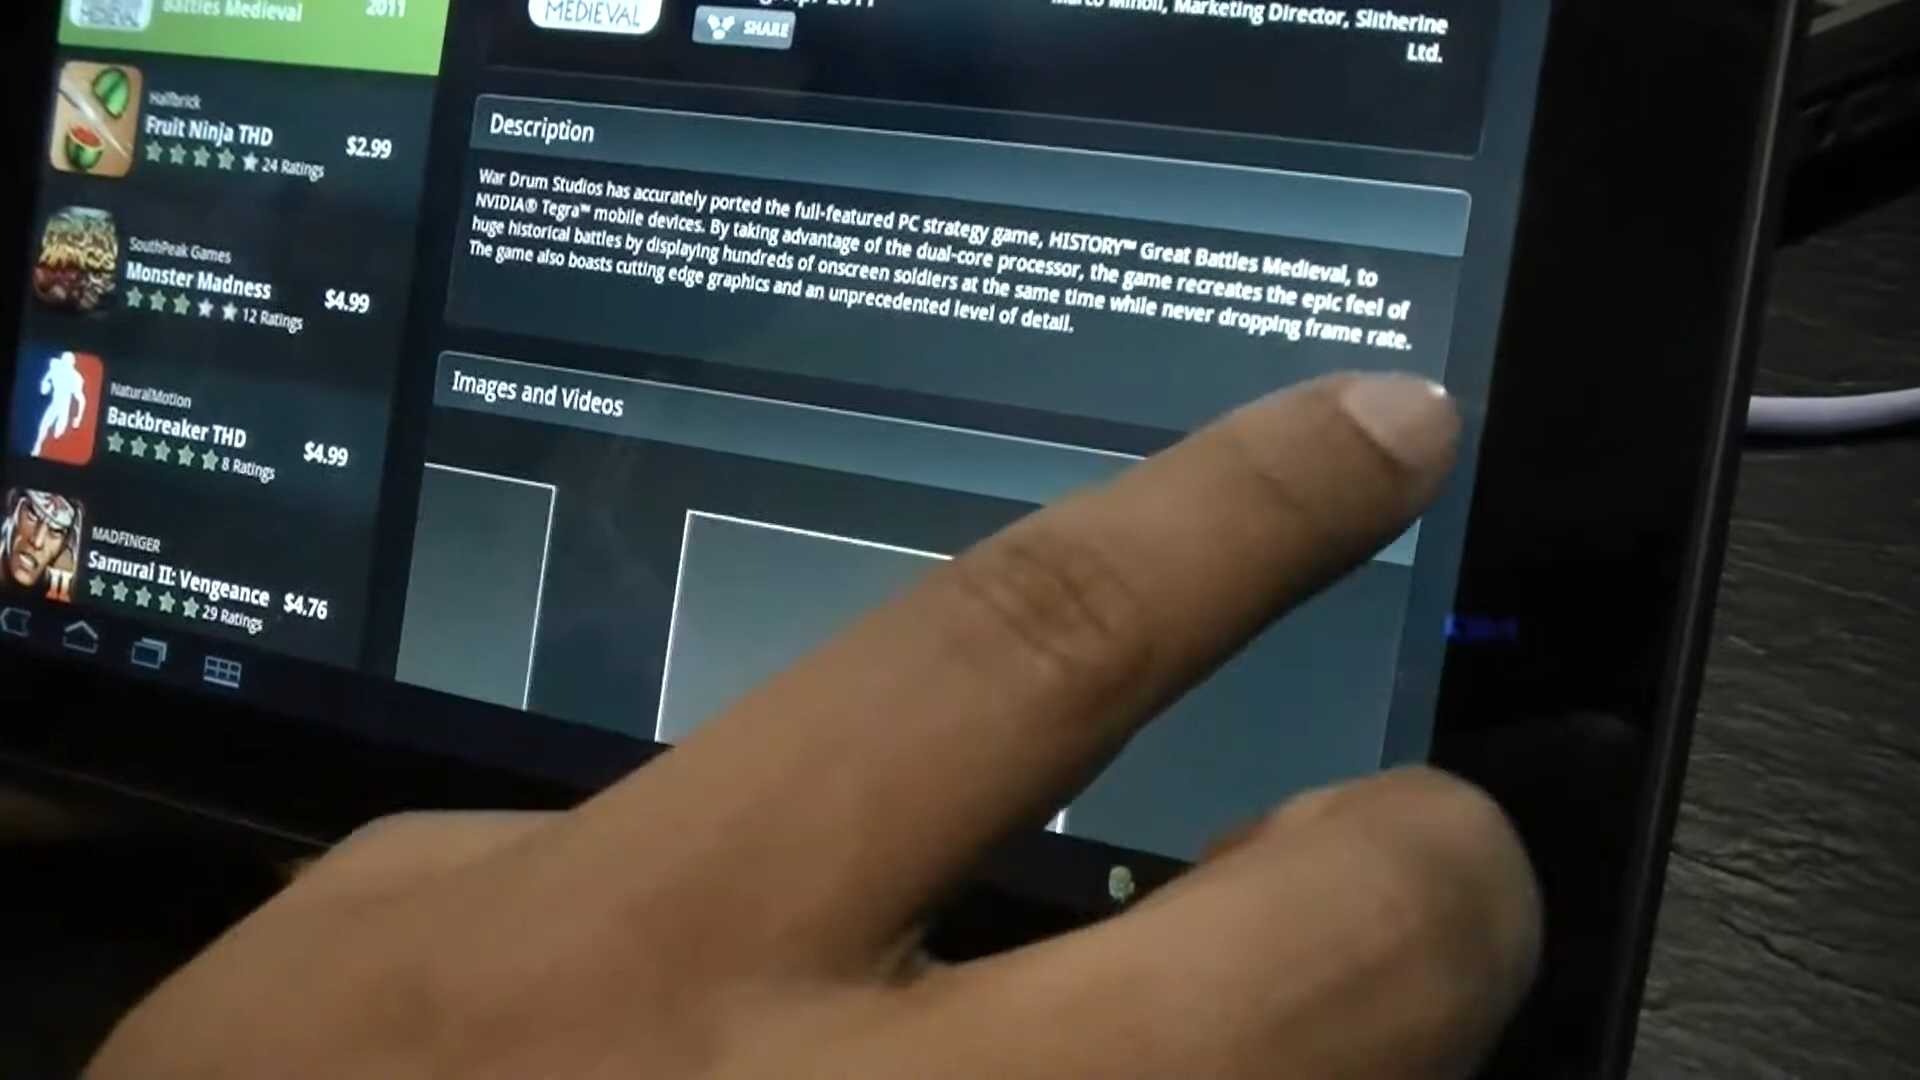 Battles Medieval
2011
Halfbrick
Fruit Ninja THD
24 Ratings
$2.99
SouthPeak Games
Monster Madness
12 Ratings
$4.99
NaturalMotion
Backbreaker THD
8 Ratings
$4.99
MADFINGER
Samurai II: Vengeance
29 Ratings
$4.76
MEDIEVAL
2011
SHARE
Marco Minoli, Marketing Director, Slitherine
Ltd.
Description
War Drum Studios has accurately ported the full-featured PC strategy game, HISTORY™ Great Battles Medieval, to
NVIDIA® Tegra™ mobile devices. By taking advantage of the dual-core processor, the game recreates the epic feel of
huge historical battles by displaying hundreds of onscreen soldiers at the same time while never dropping frame rate.
The game also boasts cutting edge graphics and an unprecedented level of detail.
Images and Videos